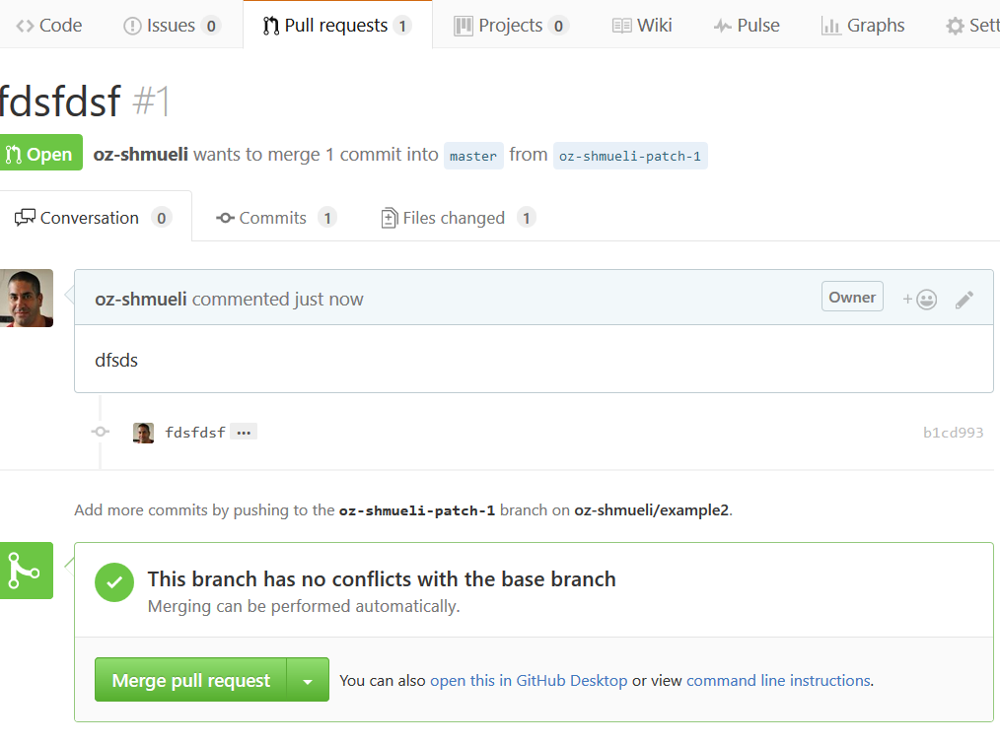 Code Issues 0 Pull requests 1 Projects 0 Wiki Pulse Graphs Sett
fdsfdsf #1
Open oz-shmueli wants to merge 1 commit into master from oz-shmueli-patch-1
Conversation 0 Commits 1 Files changed 1
oz-shmueli commented just now Owner +
dfsds
fdsfdsf ... b1cd993
Add more commits by pushing to the oz-shmueli-patch-1 branch on oz-shmueli/example2.
This branch has no conflicts with the base branch
Merging can be performed automatically.
Merge pull request You can also open this in GitHub Desktop or view command line instructions.